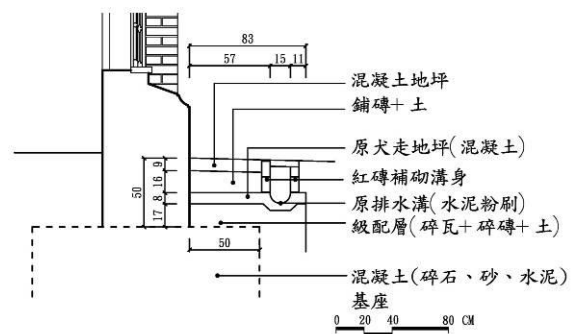 83
57 15 11
混凝土地坪
鋪磚+土
原犬走地坪(混凝土)
紅磚補砌溝身
原排水溝(水泥粉刷)
級配層(碎瓦+碎磚+土)
混凝土(碎石、砂、水泥)
基座
50
9
16
8
17
50
0 20 40 80 CM